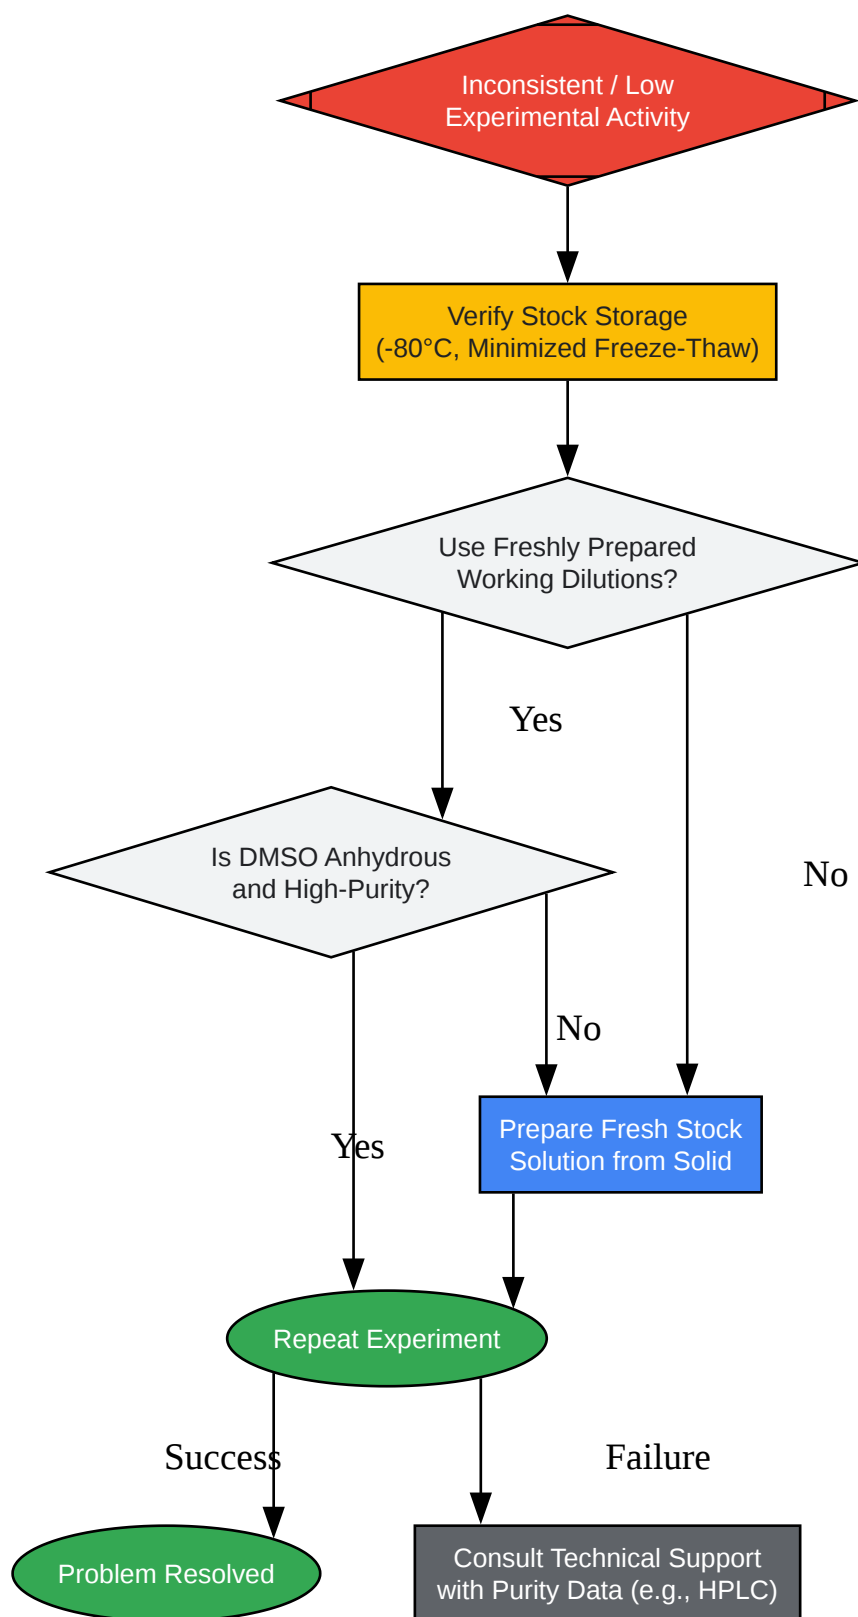 Inconsistent / Low
Experimental Activity
Verify Stock Storage
(-80°C, Minimized Freeze-Thaw)
Use Freshly Prepared
Working Dilutions?
Yes
Is DMSO Anhydrous
and High-Purity?
No
No
Prepare Fresh Stock
Solution from Solid
Yes
Repeat Experiment
Success
Failure
Problem Resolved
Consult Technical Support
with Purity Data (e.g., HPLC)